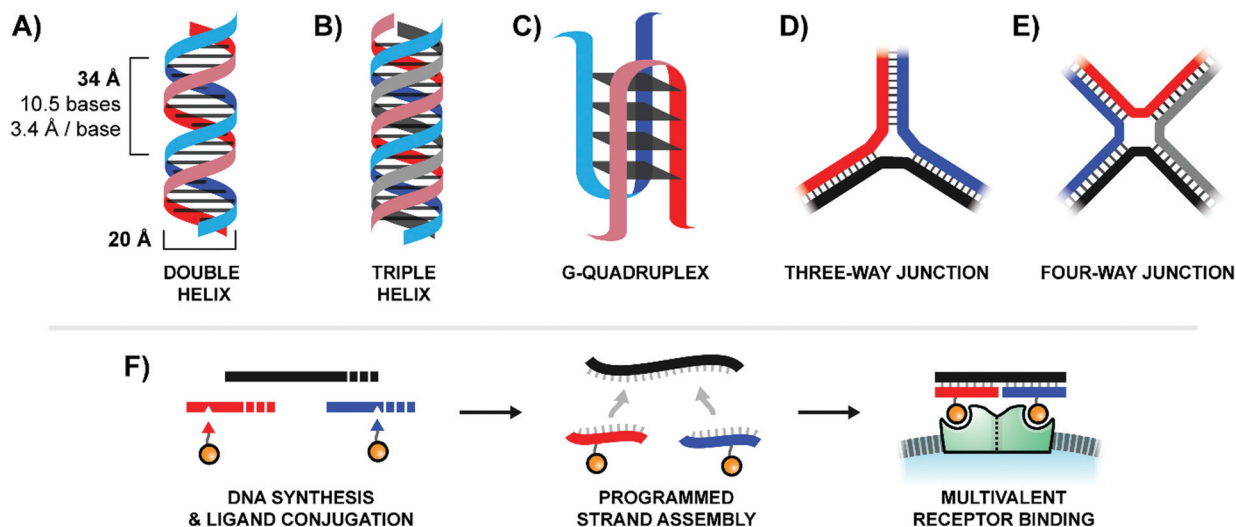 A)
34 Å
10.5 bases
3.4 Å / base
20 Å
DOUBLE
HELIX
B)
TRIPLE
HELIX
C)
G-QUADRUPLEX
D)
THREE-WAY JUNCTION
E)
FOUR-WAY JUNCTION
F)
DNA SYNTHESIS
& LIGAND CONJUGATION
PROGRAMMED
STRAND ASSEMBLY
MULTIVALENT
RECEPTOR BINDING